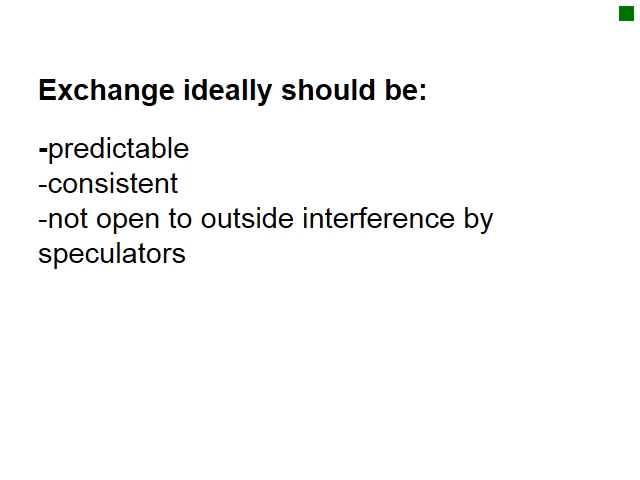 Exchange ideally should be:
-predictable
-consistent
-not open to outside interference by
speculators